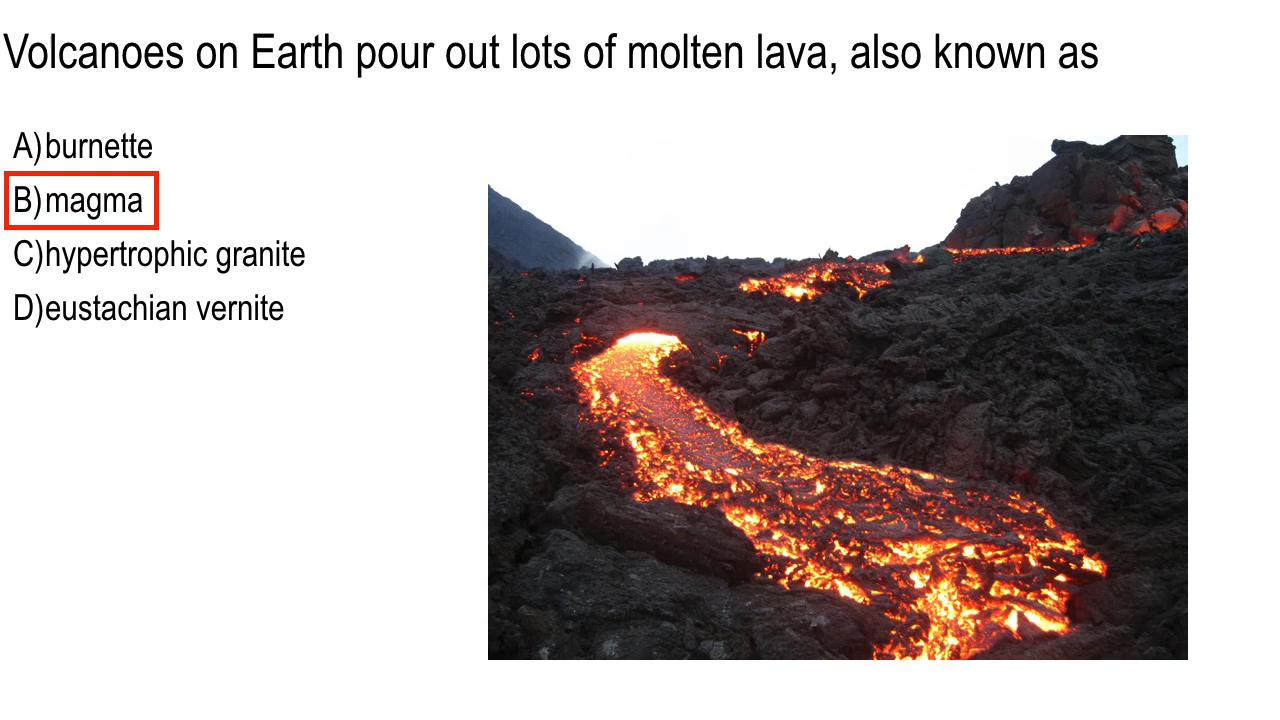 Volcanoes on Earth pour out lots of molten lava, also known as
A) burnette
B) magma
C) hypertrophic granite
D) eustachian vernite